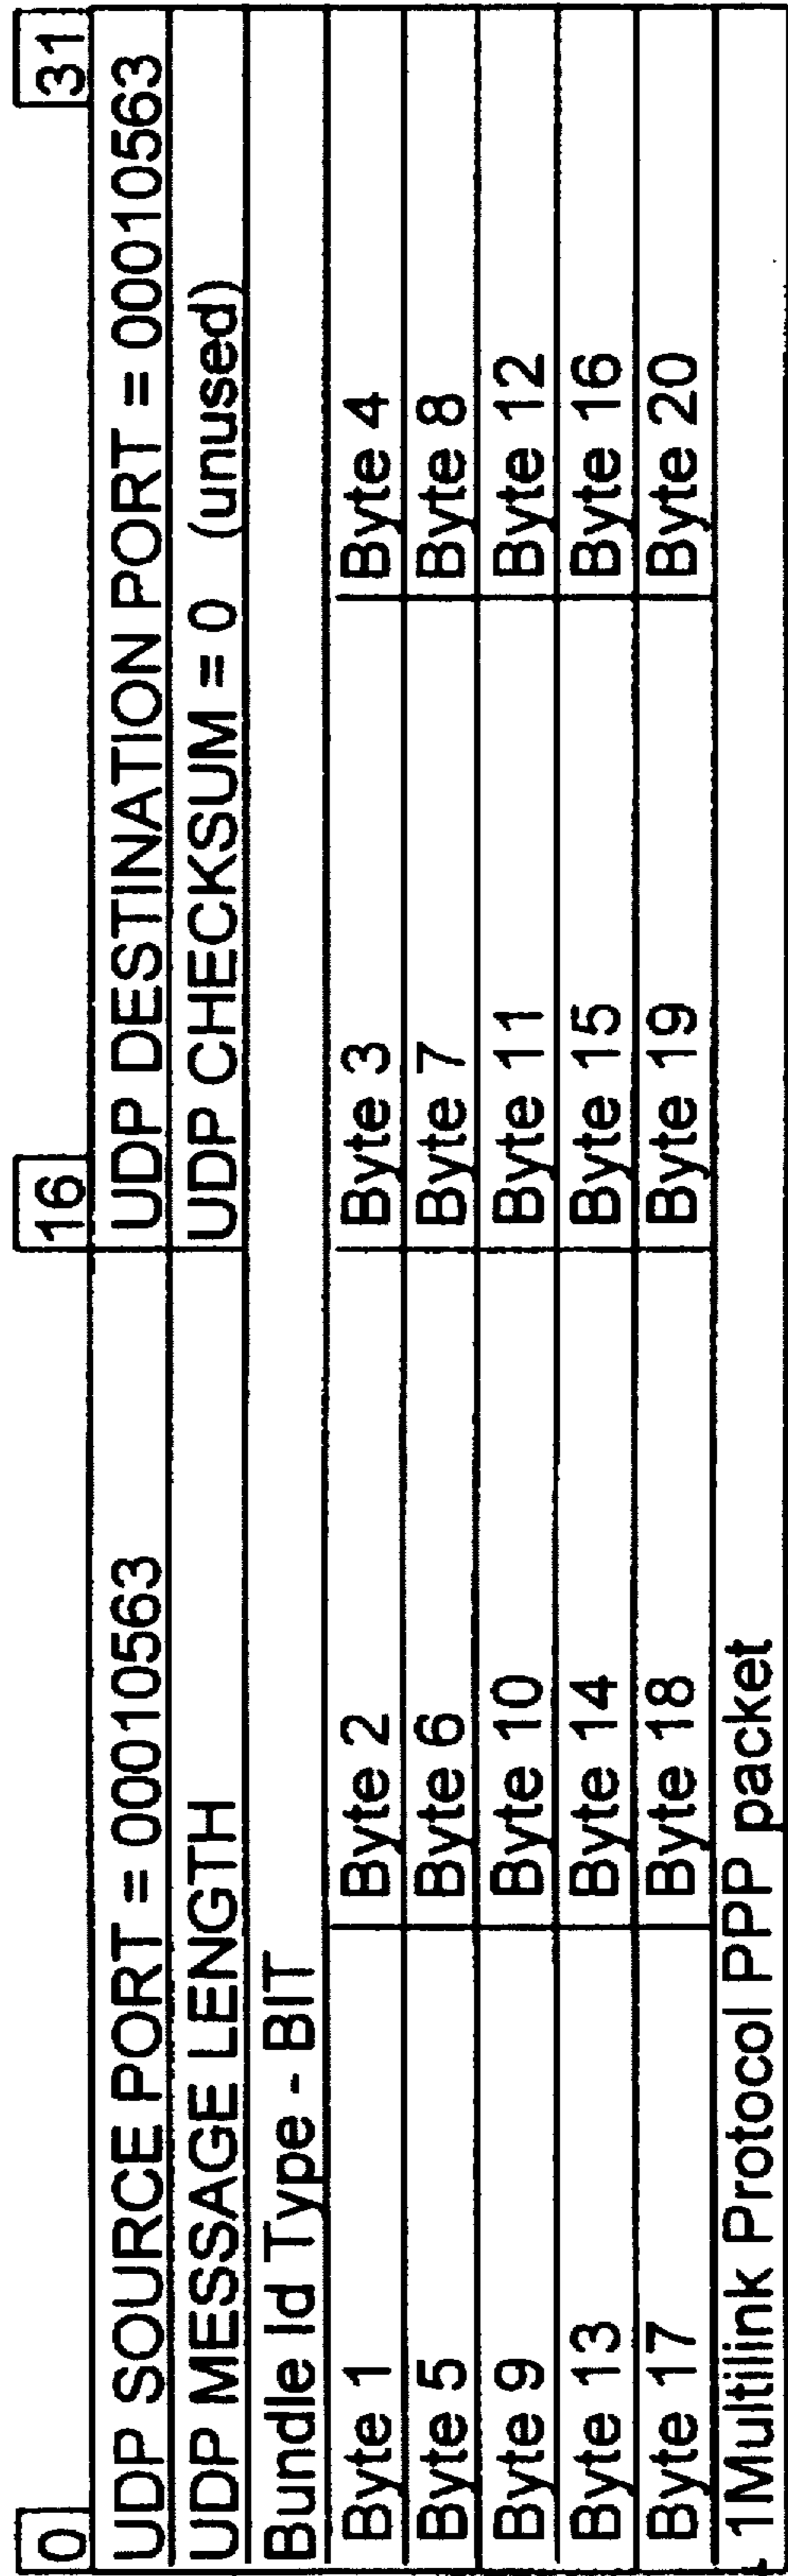 0 16 31
UDP SOURCE PORT = 00010563 UDP DESTINATION PORT = 00010563
UDP MESSAGE LENGTH UDP CHECKSUM = 0 (unused)
Bundle Id Type - BIT
Byte 1 Byte 2 Byte 3 Byte 4
Byte 5 Byte 6 Byte 7 Byte 8
Byte 9 Byte 10 Byte 11 Byte 12
Byte 13 Byte 14 Byte 15 Byte 16
Byte 17 Byte 18 Byte 19 Byte 20
1Multilink Protocol PPP packet